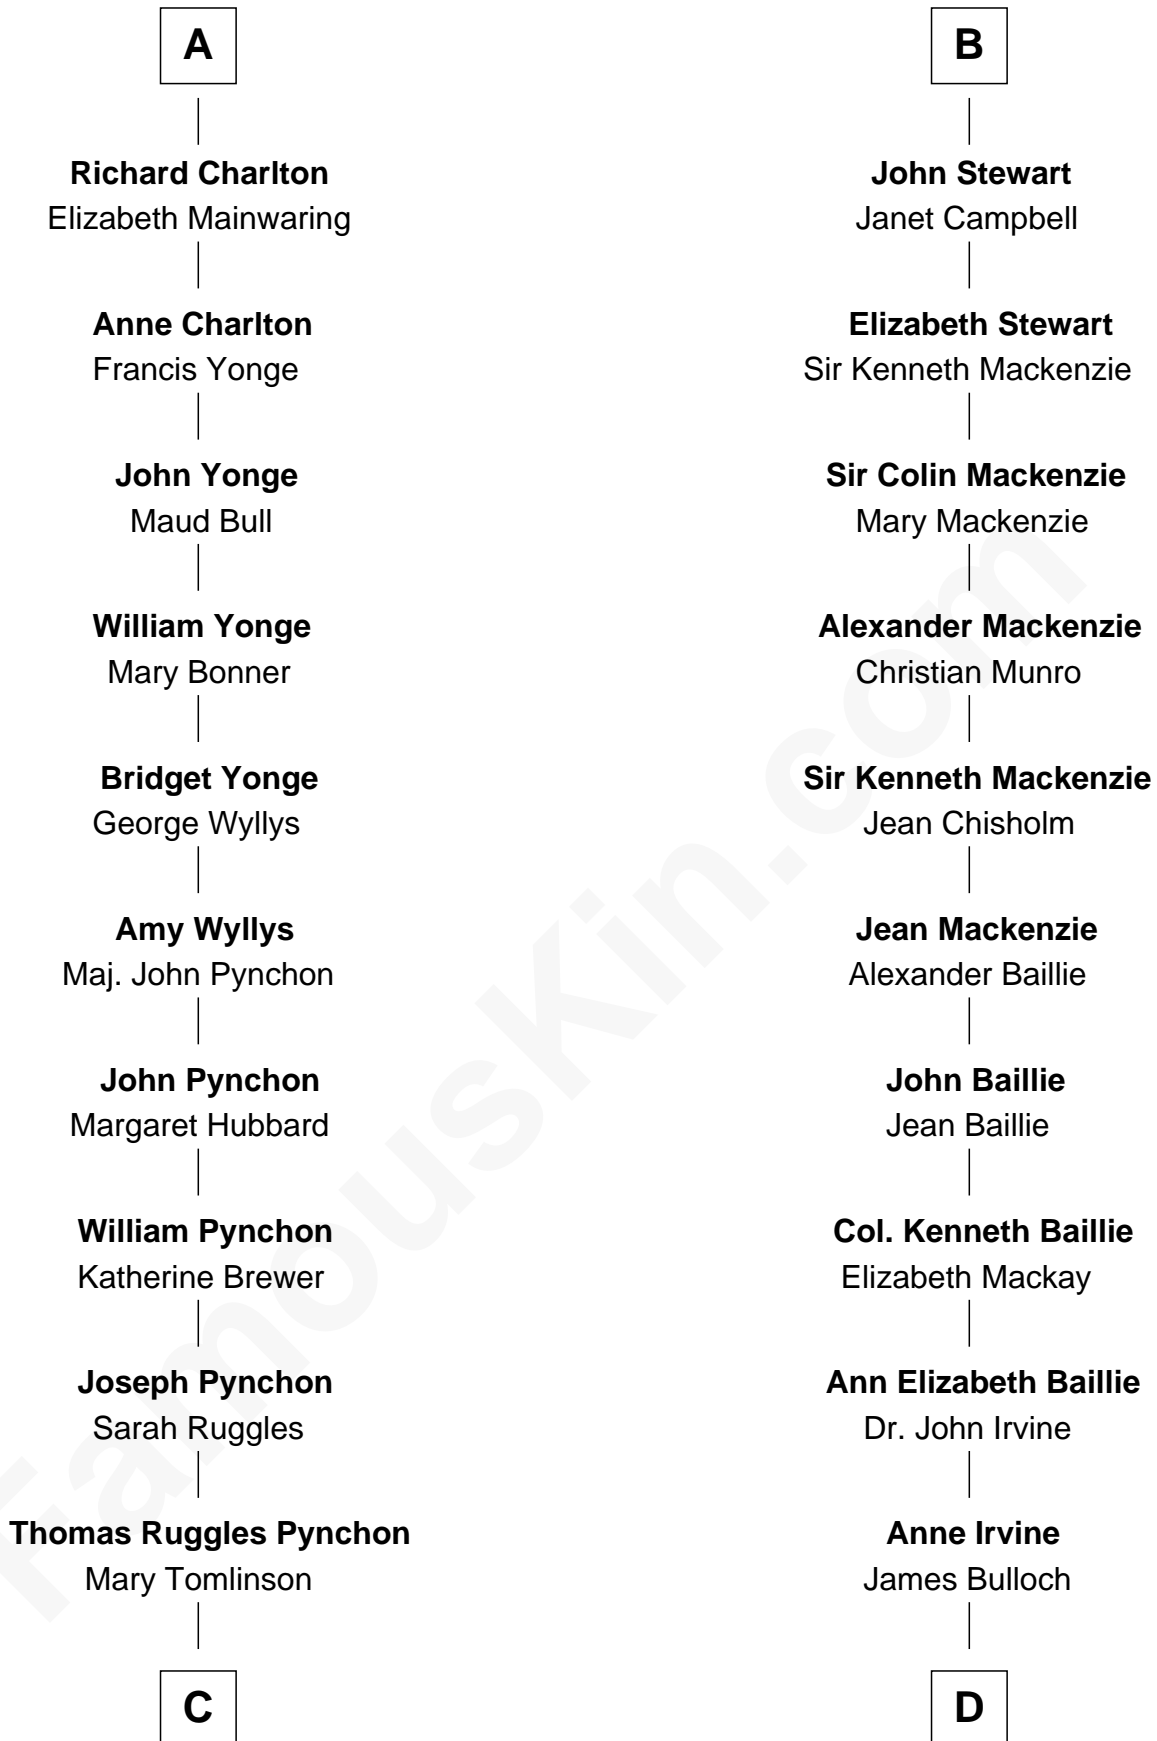 A
Richard Charlton
Elizabeth Mainwaring
Anne Charlton
Francis Yonge
John Yonge
Maud Bull
William Yonge
Mary Bonner
Bridget Yonge
George Wyllys
Amy Wyllys
Maj. John Pynchon
John Pynchon
Margaret Hubbard
William Pynchon
Katherine Brewer
Joseph Pynchon
Sarah Ruggles
Thomas Ruggles Pynchon
Mary Tomlinson
C
B
John Stewart
Janet Campbell
Elizabeth Stewart
Sir Kenneth Mackenzie
Sir Colin Mackenzie
Mary Mackenzie
Alexander Mackenzie
Christian Munro
Sir Kenneth Mackenzie
Jean Chisholm
Jean Mackenzie
Alexander Baillie
John Baillie
Jean Baillie
Col. Kenneth Baillie
Elizabeth Mackay
Ann Elizabeth Baillie
Dr. John Irvine
Anne Irvine
James Bulloch
D
FamousKin.com